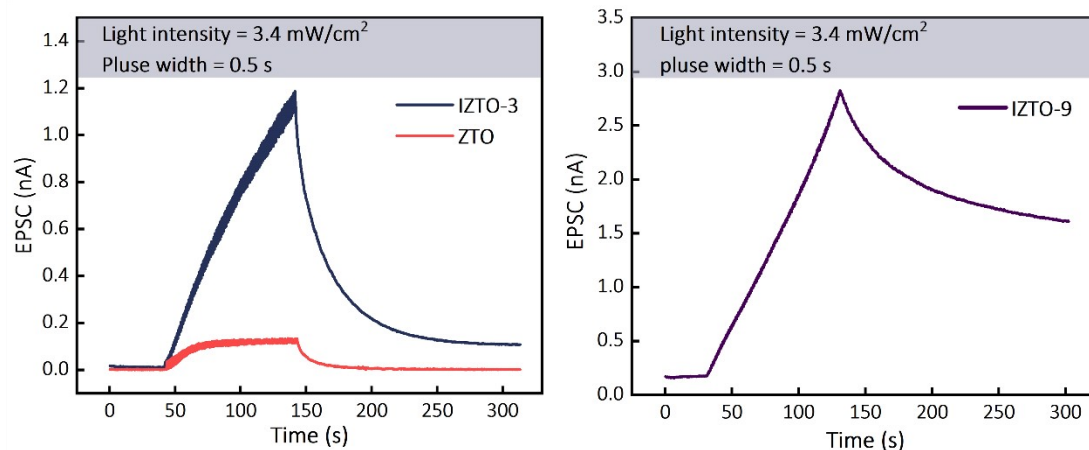 Light intensity = 3.4 mW/cm²
Pluse width = 0.5 s
IZTO-3
ZTO
EPSC (nA)
1.4
1.2
1.0
0.8
0.6
0.4
0.2
0.0
0 50 100 150 200 250 300
Time (s)
Light intensity = 3.4 mW/cm²
pluse width = 0.5 s
IZTO-9
EPSC (nA)
3.5
3.0
2.5
2.0
1.5
1.0
0.5
0.0
0 50 100 150 200 250 300
Time (s)